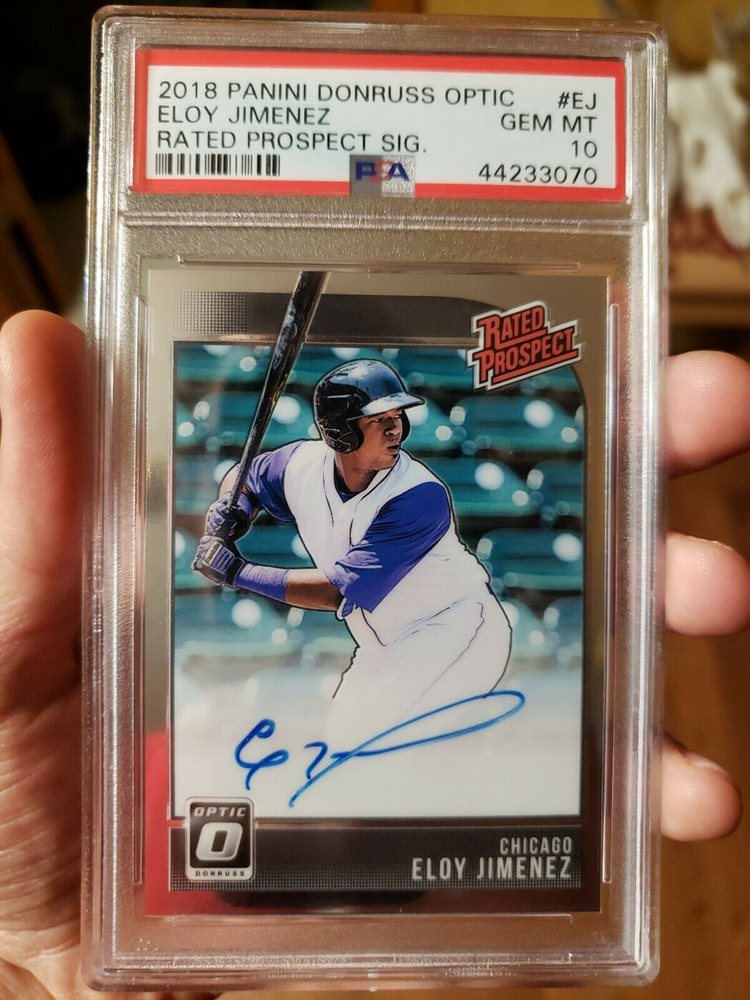 2018 PANINI DONRUSS OPTIC #EJ
ELOY JIMENEZ GEM MT
RATED PROSPECT SIG. 10
PSA 44233070
RATED
PROSPECT
OPTIC
O
DONRUSS
CHICAGO
ELOY JIMENEZ